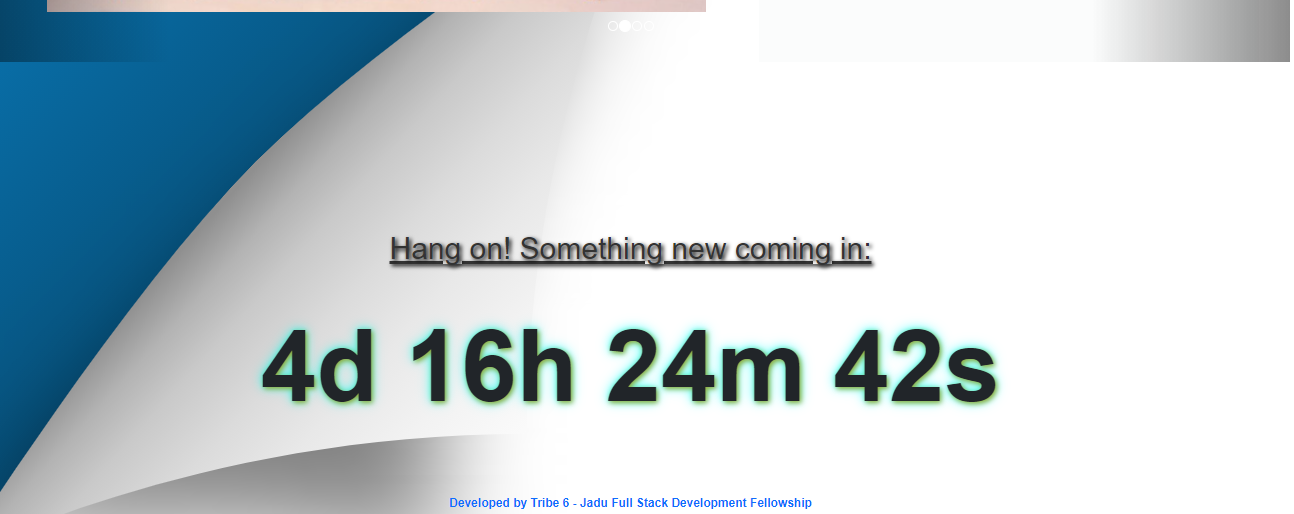 Hang on! Something new coming in:
4d 16h 24m 42s
Developed by Tribe 6 - Jadu Full Stack Development Fellowship